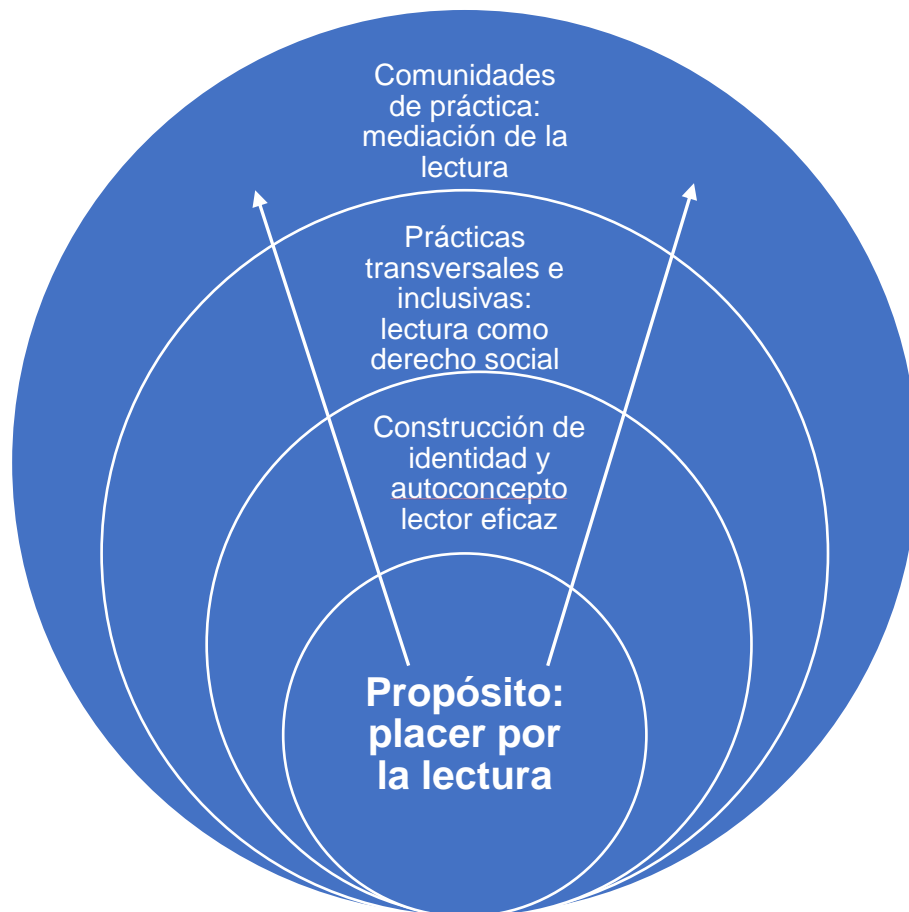 Comunidades
de práctica:
mediación de la
lectura
Prácticas
transversales e
inclusivas:
lectura como
derecho social
Construcción de
identidad y
autoconcepto
lector eficaz
Propósito:
placer por
la lectura